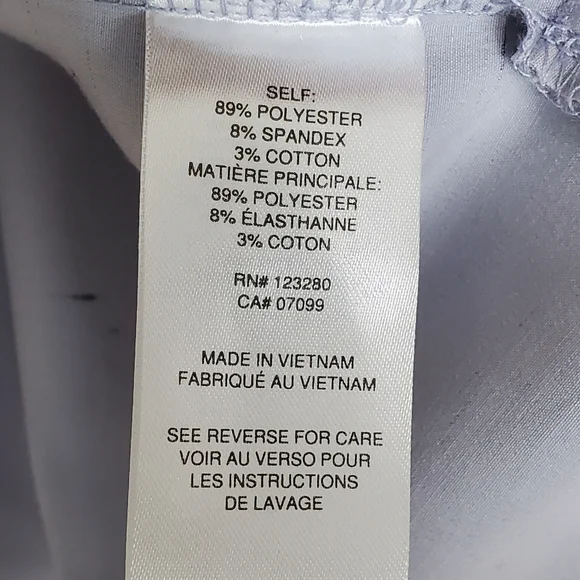 SELF:
89% POLYESTER
8% SPANDEX
3% COTTON
MATIÈRE PRINCIPALE:
89% POLYESTER
8% ÉLASTHANNE
3% COTON
RN# 123280
CA# 07099
MADE IN VIETNAM
FABRIQUÉ AU VIETNAM
SEE REVERSE FOR CARE
VOIR AU VERSO POUR
LES INSTRUCTIONS
DE LAVAGE